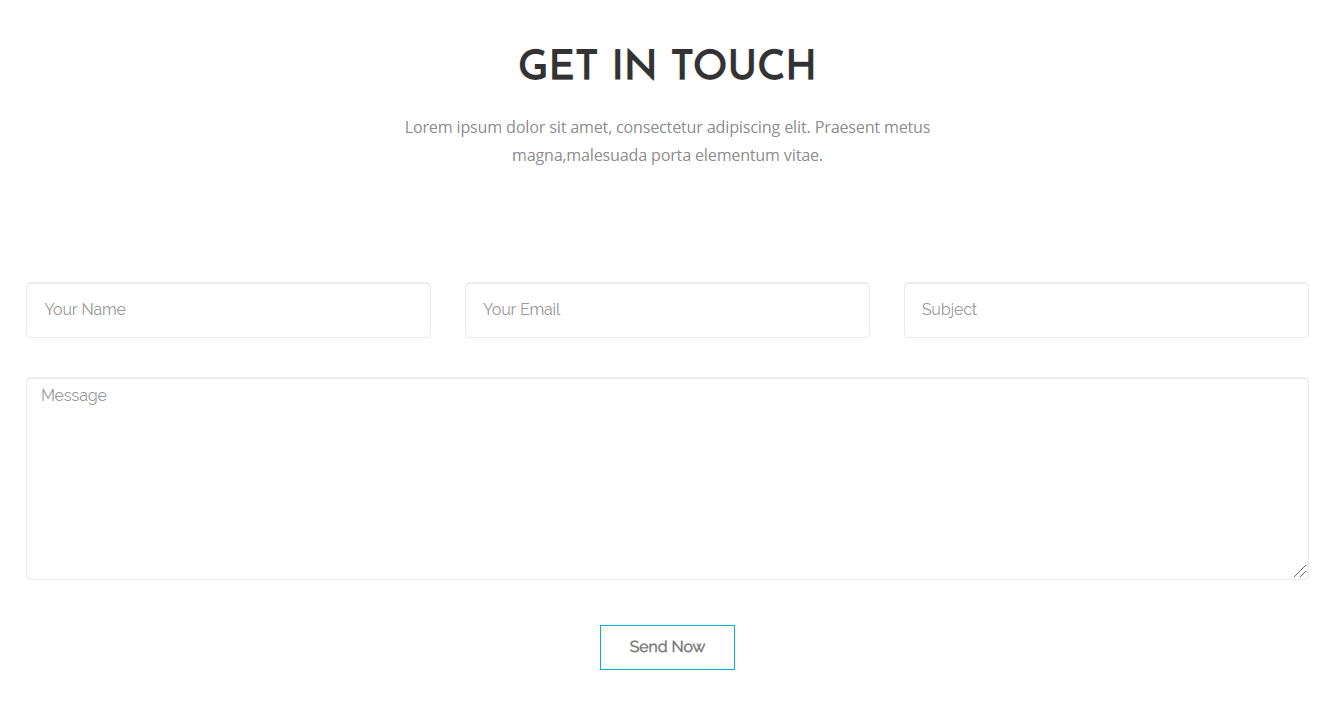 GET IN TOUCH
Lorem ipsum dolor sit amet, consectetur adipiscing elit. Praesent metus
magna,malesuada porta elementum vitae.
Your Name
Your Email
Subject
Message
Send Now